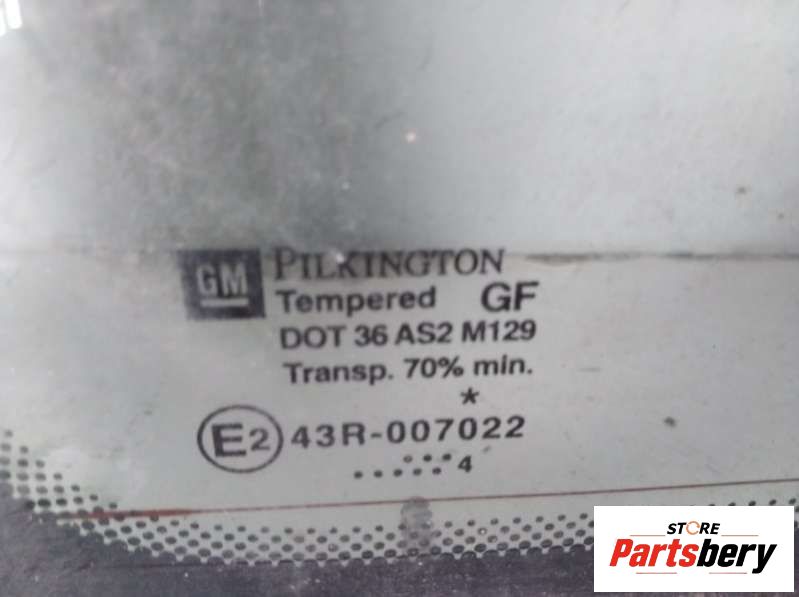 GM
PILKINGTON
Tempered GF
DOT 36 AS2 M129
Transp. 70% min.
*
E2 43R-007022
4
STORE
Partsbery